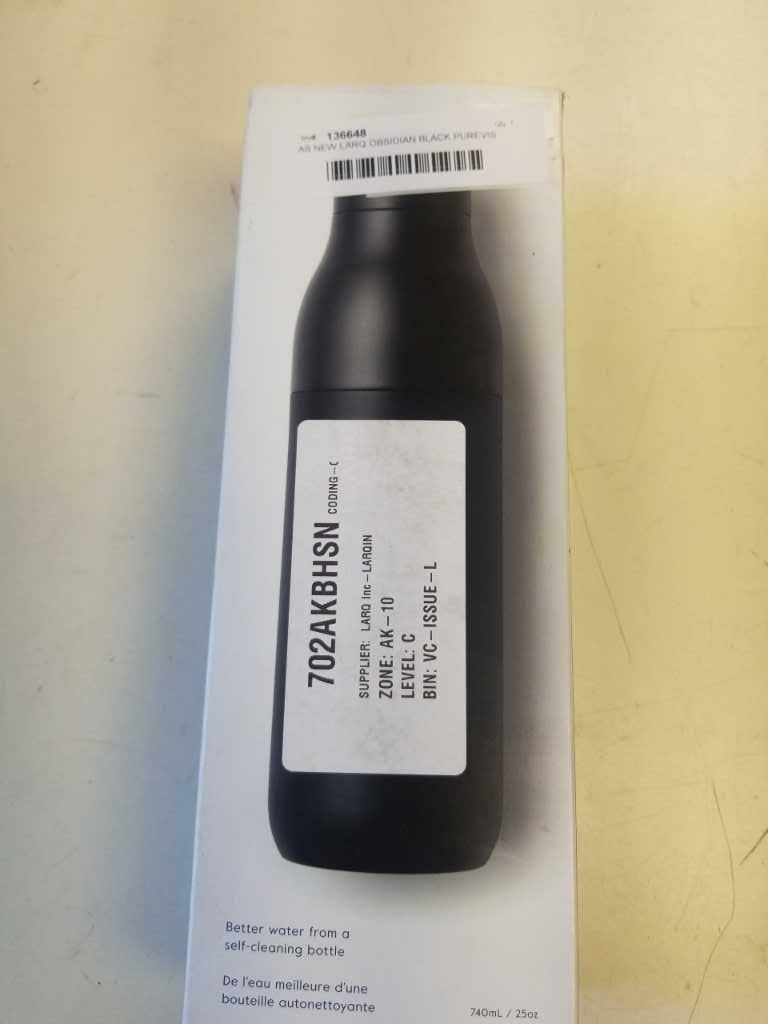 136648
AS NEW LARQ OBSIDIAN BLACK PUREVIS
702AKBHSN CODING-C
SUPPLIER: LARQ Inc-LARQIN
ZONE: AK-10
LEVEL: C
BIN: VC-ISSUE-L
Better water from a
self-cleaning bottle
De l'eau meilleure d'une
bouteille autonettoyante
740mL / 25oz